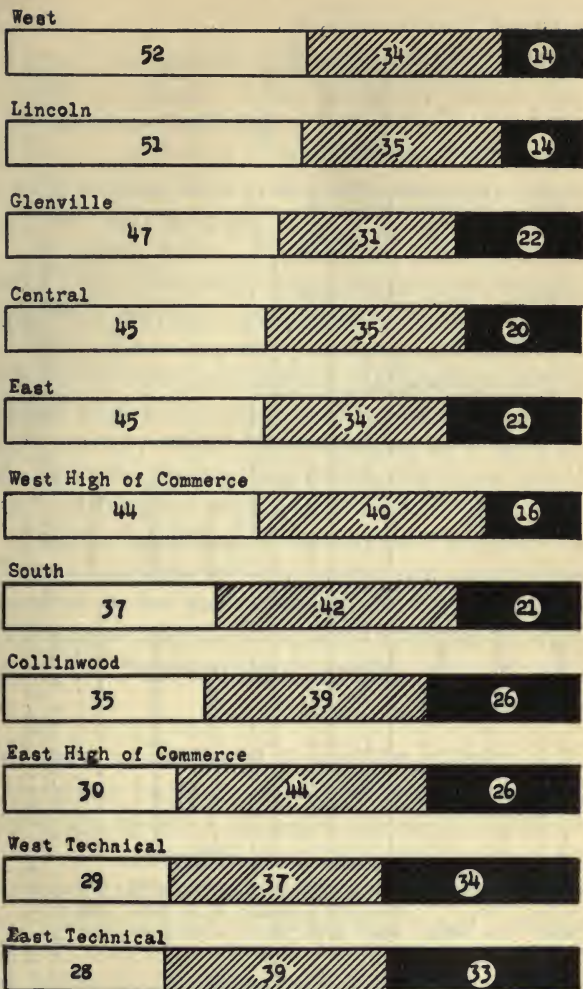 West
52 34 14
Lincoln
51 35 14
Glenville
47 31 22
Central
45 35 20
East
45 34 21
West High of Commerce
44 40 16
South
37 42 21
Collinwood
35 39 26
East High of Commerce
30 44 26
West Technical
29 37 34
East Technical
28 39 33